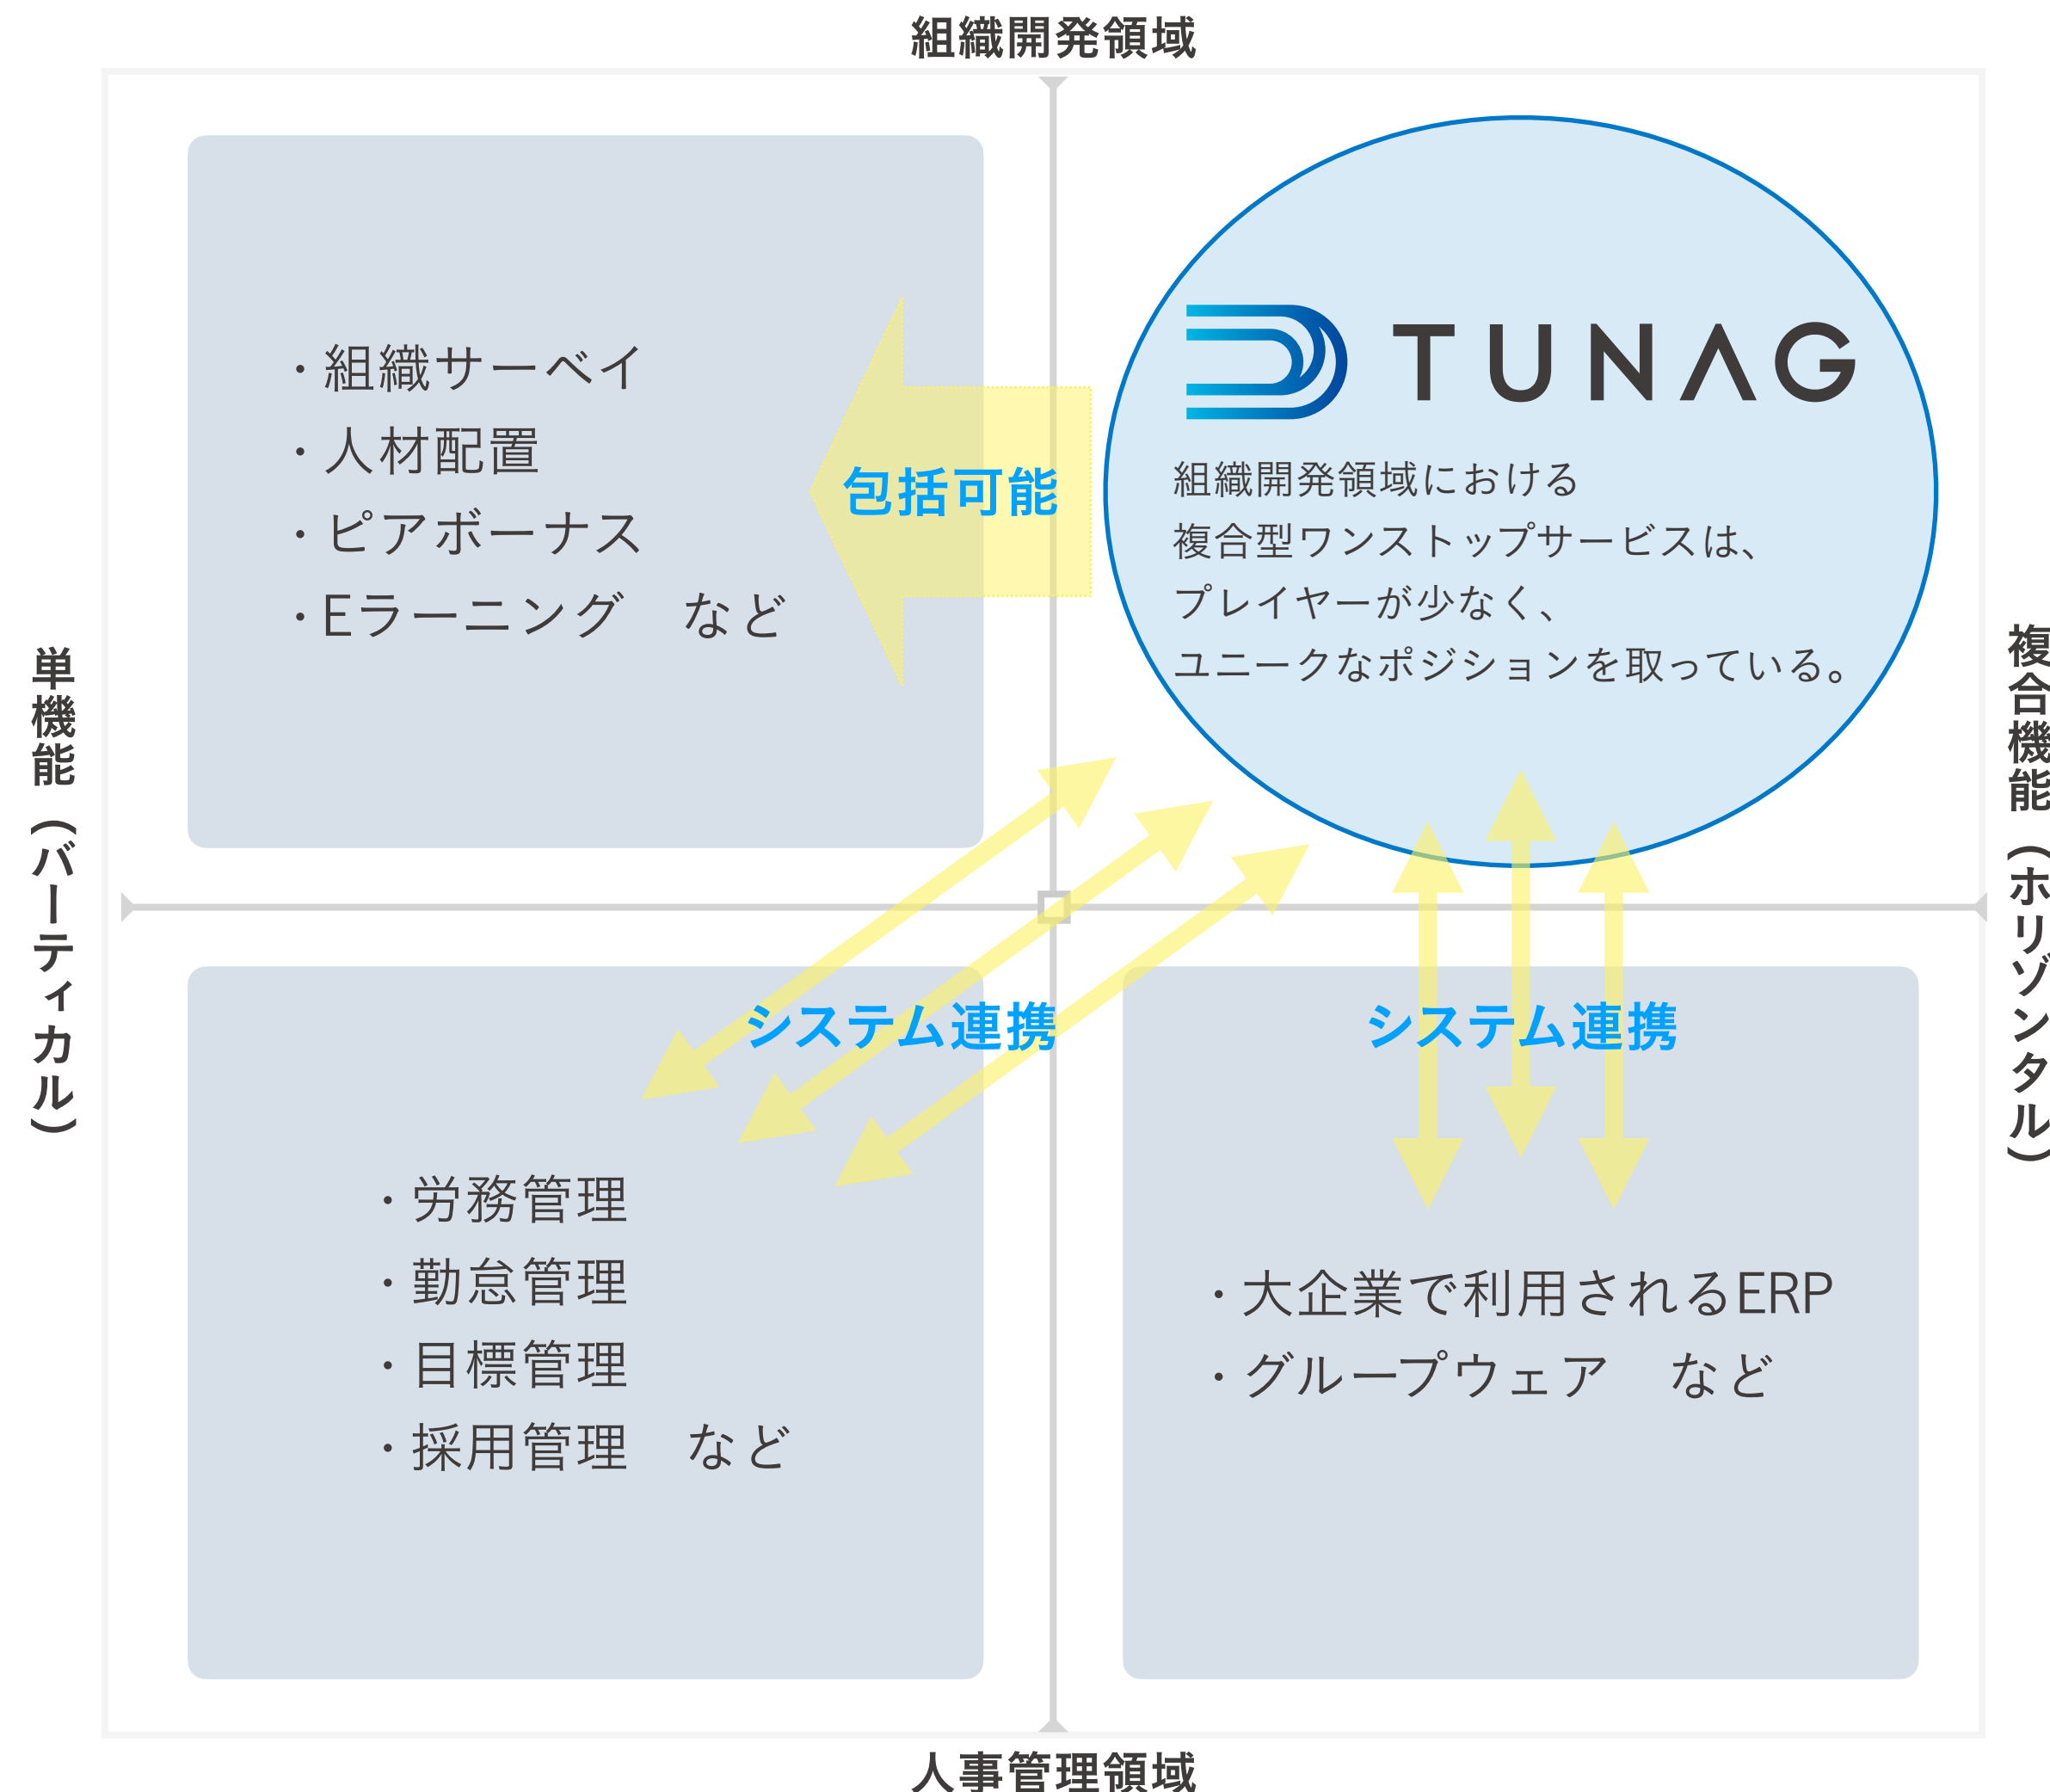 組織開発領域
単機能（バーティカル）
複合機能（ホリゾンタル）
・組織サーベイ
・人材配置
・ピアボーナス
・Eラーニング　など
包括可能
TUNAG
組織開発領域における
複合型ワンストップサービスは、
プレイヤーが少なく、
ユニークなポジションを取っている。
システム連携
・労務管理
・勤怠管理
・目標管理
・採用管理　など
システム連携
・大企業で利用されるERP
・グループウェア　など
人事管理領域